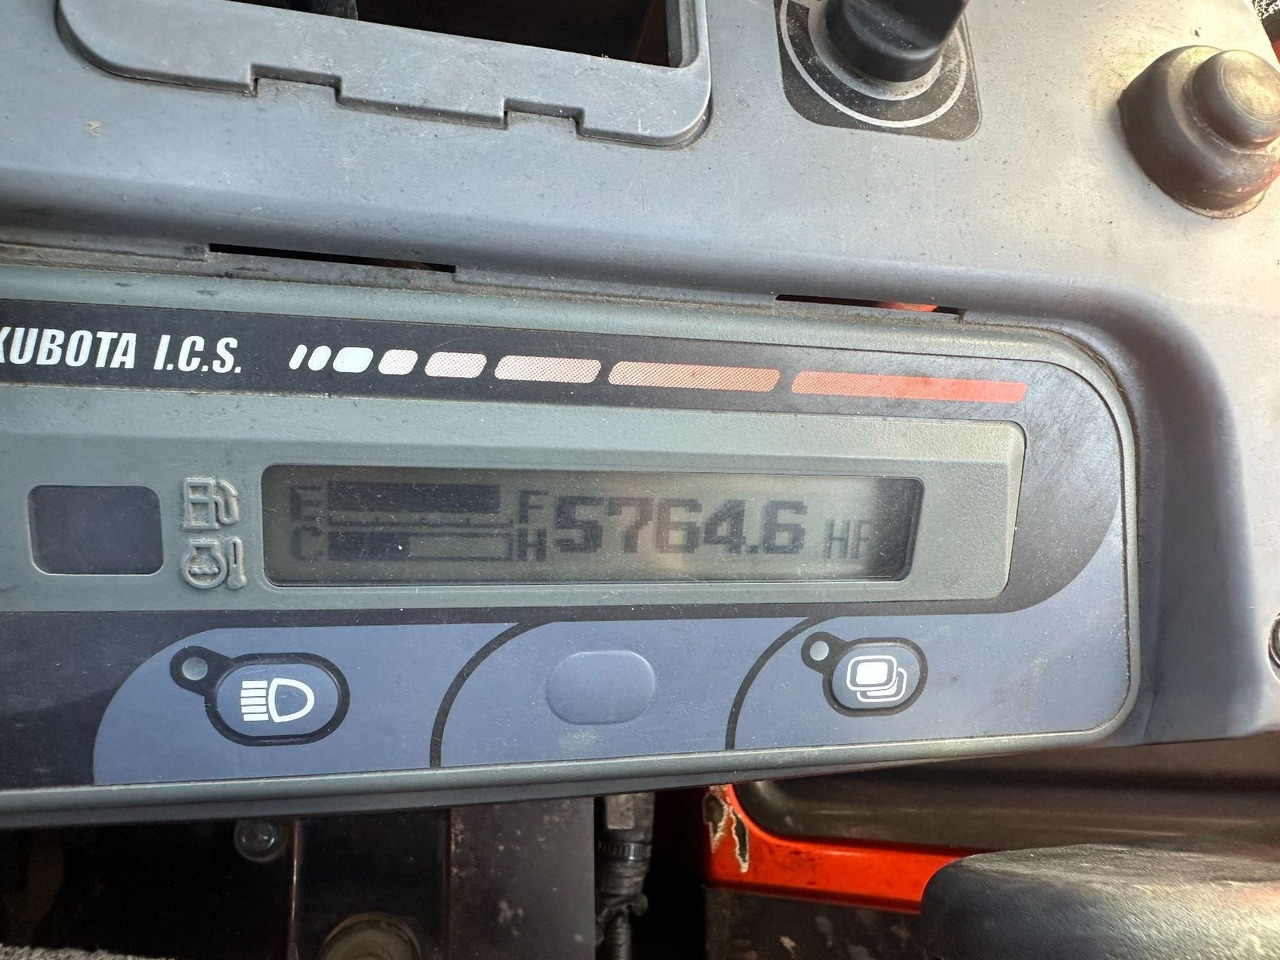 KUBOTA I.C.S.
E F
C H 5764.6 HR